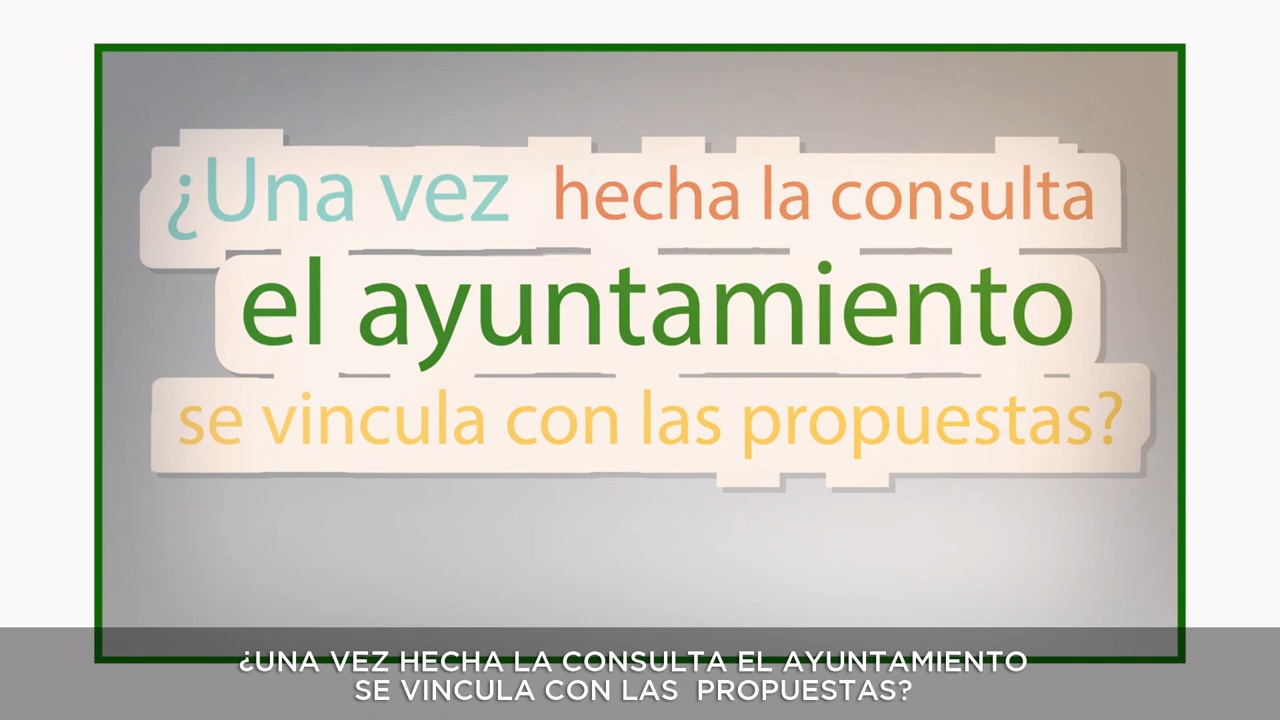 ¿Una vez hecha la consulta
el ayuntamiento
se vincula con las propuestas?
¿UNA VEZ HECHA LA CONSULTA EL AYUNTAMIENTO
SE VINCULA CON LAS  PROPUESTAS?